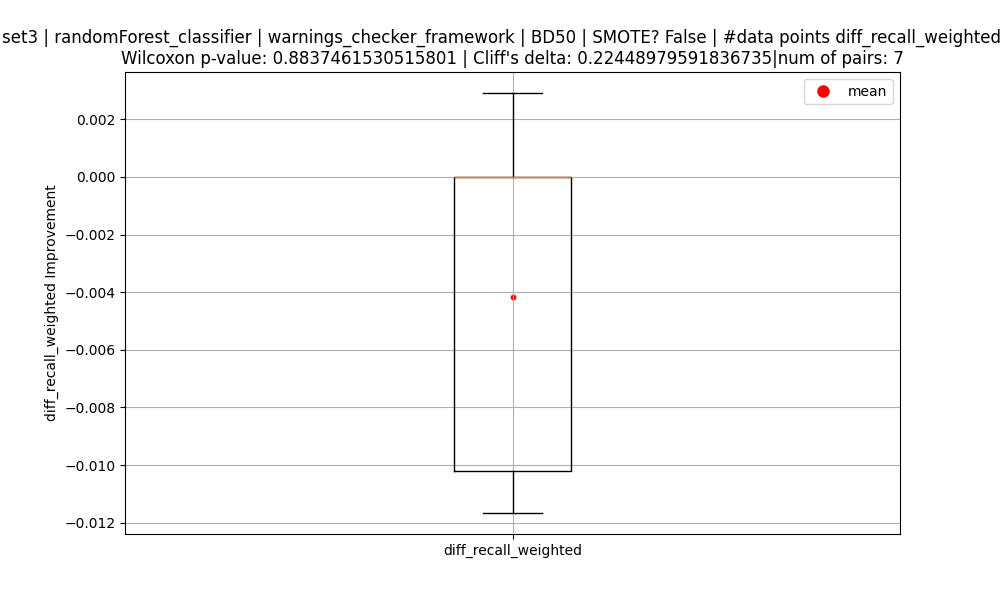 set3 | randomForest_classifier | warnings_checker_framework | BD50 | SMOTE? False | #data points diff_recall_weighted
Wilcoxon p-value: 0.8837461530515801 | Cliff's delta: 0.22448979591836735|num of pairs: 7
mean
0.002
0.000
−0.002
−0.004
−0.006
−0.008
−0.010
−0.012
diff_recall_weighted Improvement
diff_recall_weighted